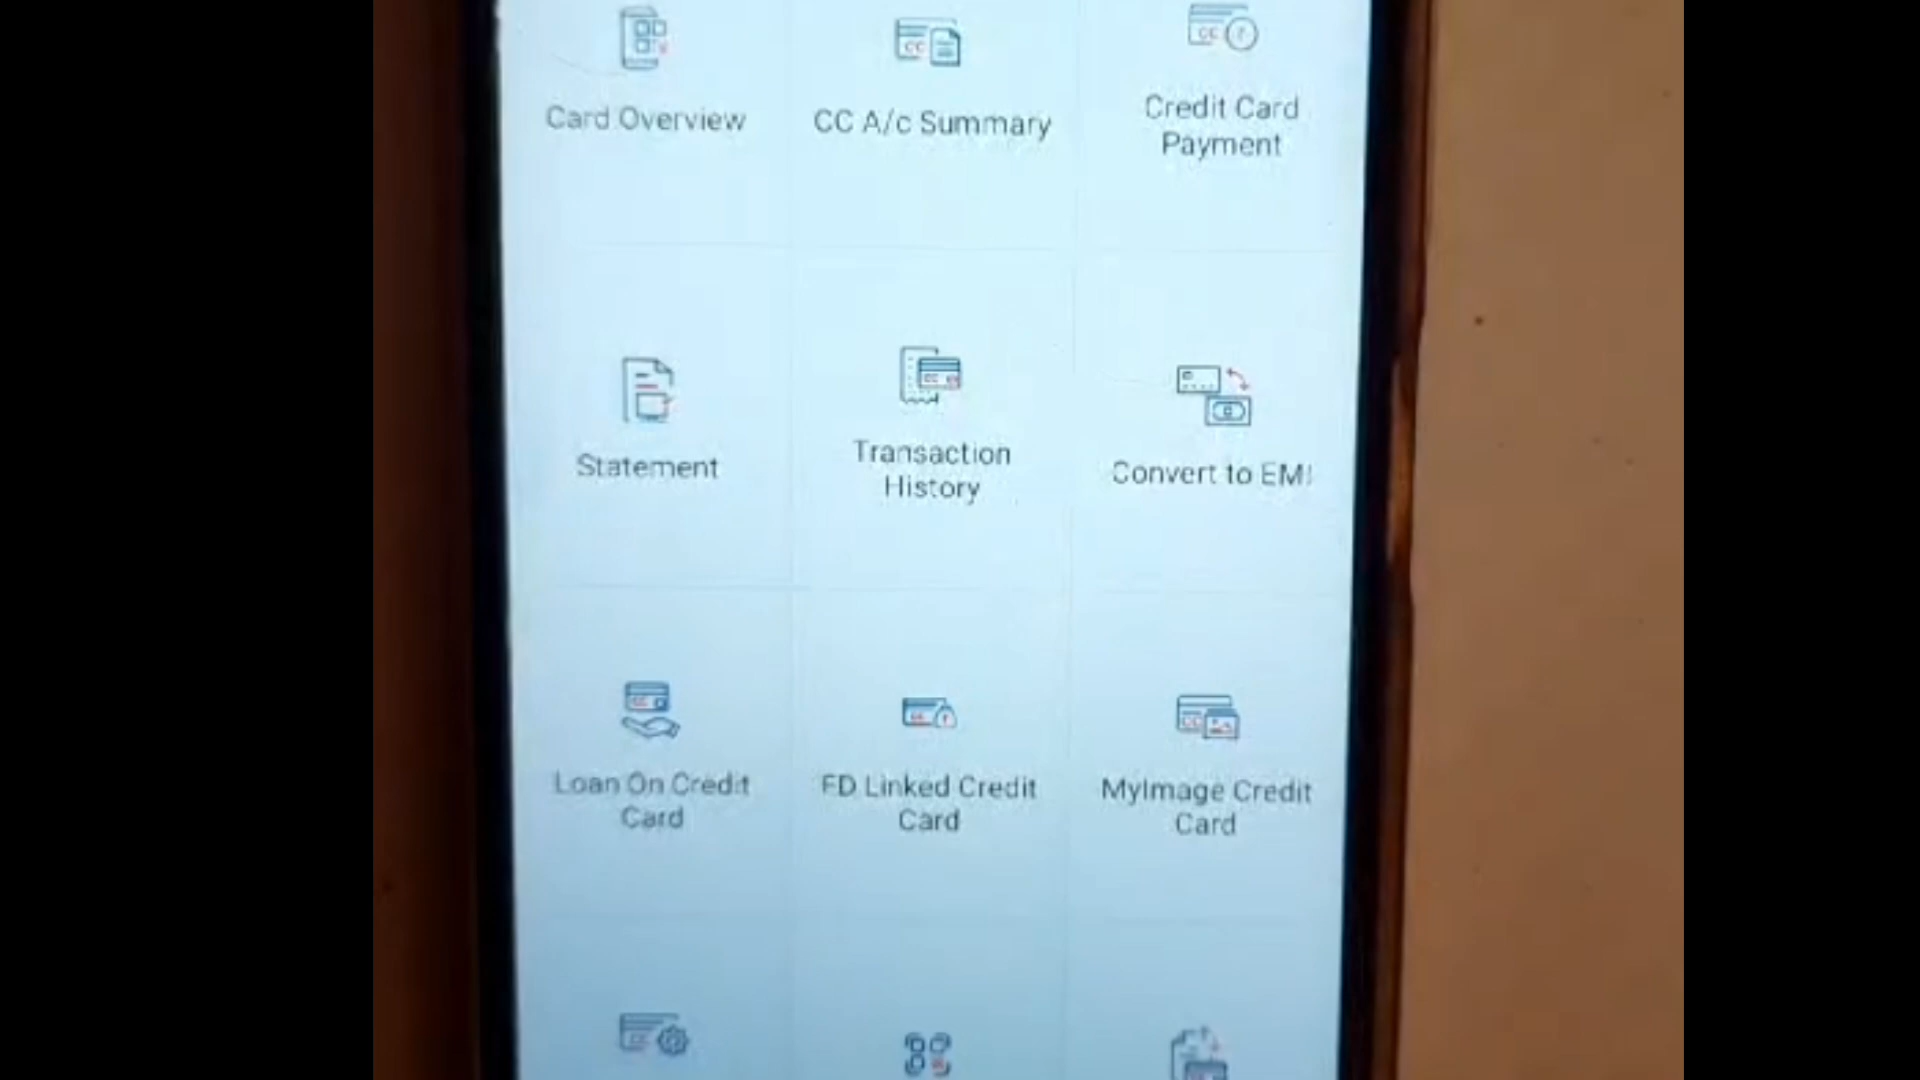 Card Overview
CC A/c Summary
Credit Card
Payment
Statement
Transaction
History
Convert to EMI
Loan On Credit
Card
FD Linked Credit
Card
MyImage Credit
Card